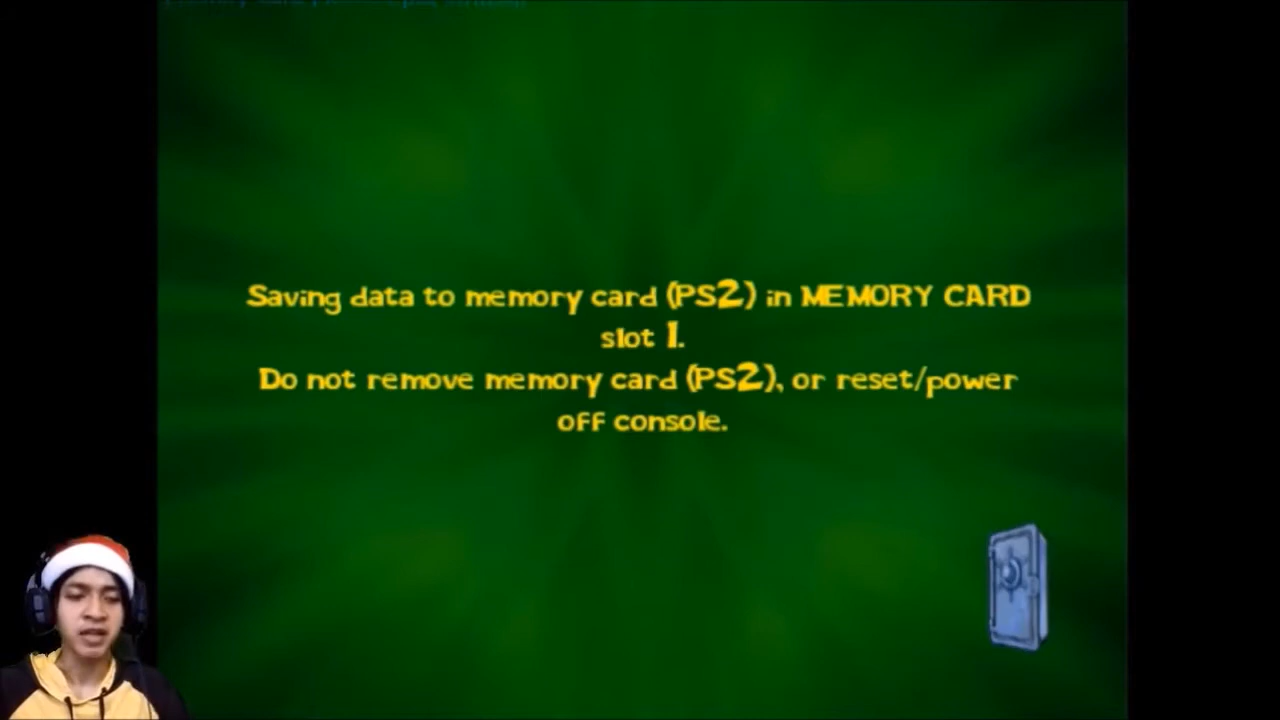 Saving data to memory card (PS2) in MEMORY CARD
slot 1.
Do not remove memory card (PS2), or reset/power
off console.